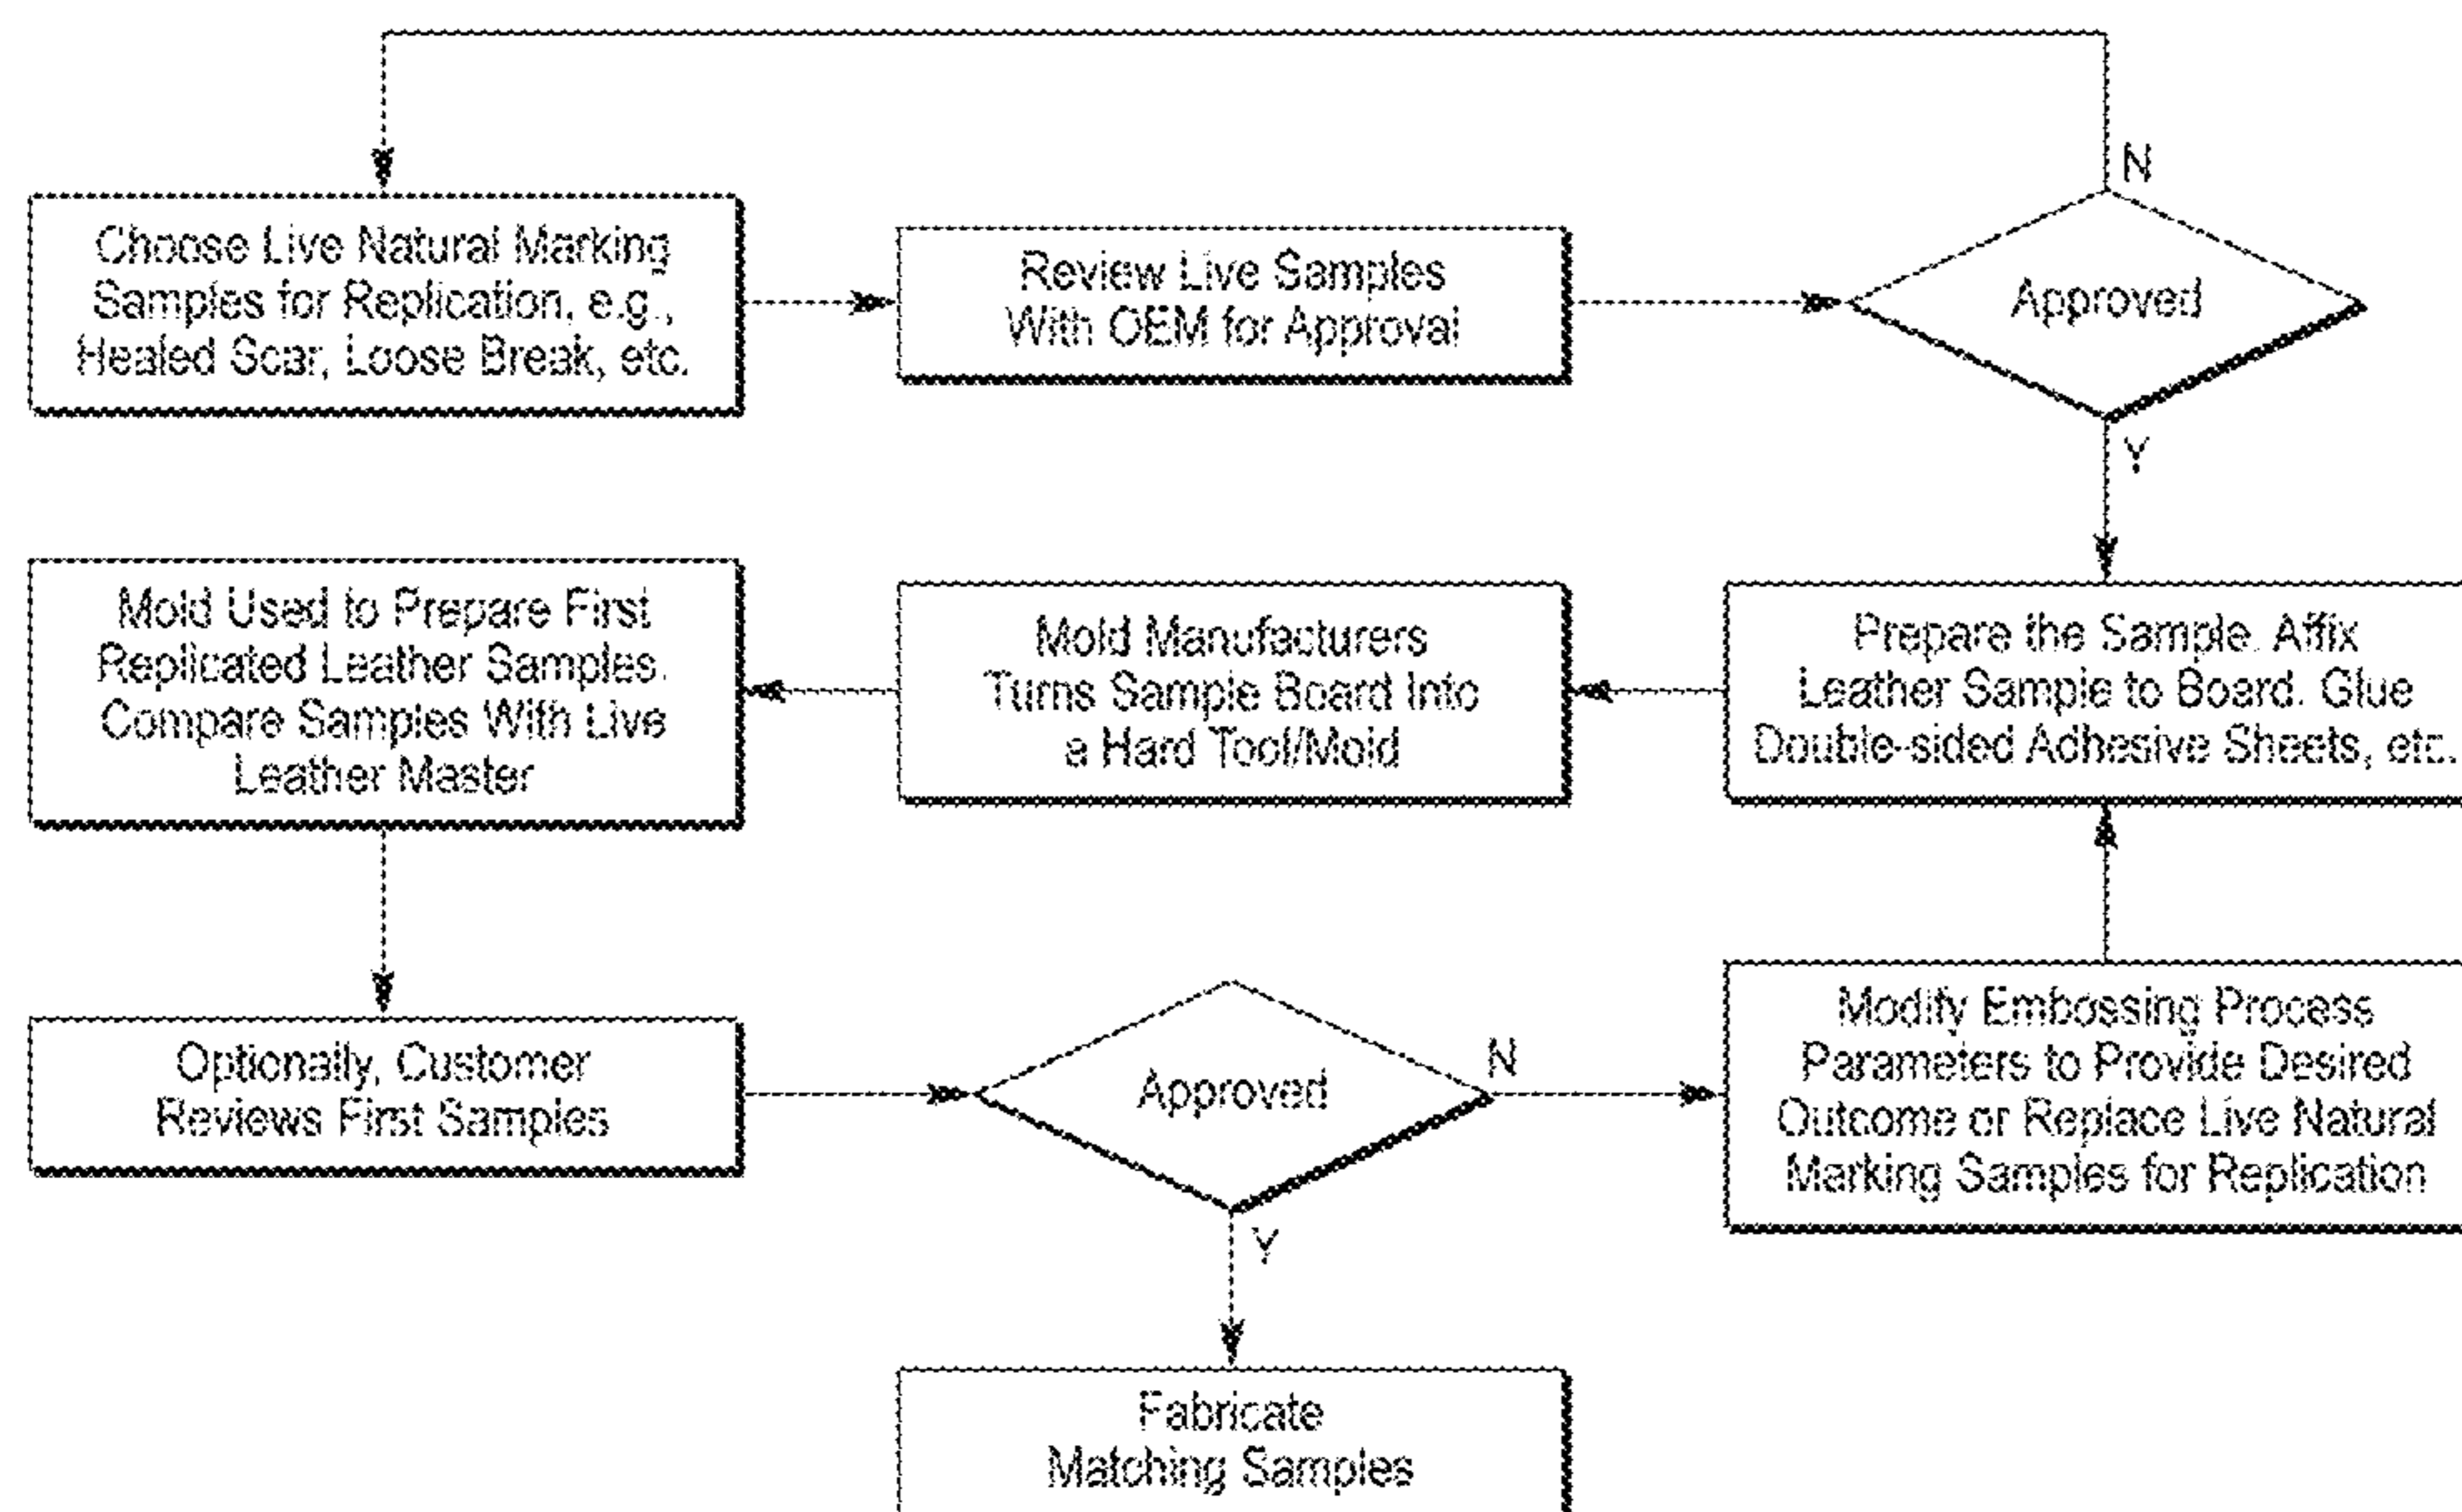 N
Choose Live Natural Marking
Samples for Replication, e.g.,
Healed Scar, Loose Break, etc.
Review Live Samples
With OEM for Approval
Approved
Y
Mold Used to Prepare First
Replicated Leather Samples.
Compare Samples With Live
Leather Master
Mold Manufacturers
Turns Sample Board Into
a Hard Tool/Mold
Prepare the Sample. Affix
Leather Sample to Board. Glue
Double-sided Adhesive Sheets, etc.
Optionally, Customer
Reviews First Samples
Approved
N
Modify Embossing Process
Parameters to Provide Desired
Outcome or Replace Live Natural
Marking Samples for Replication
Y
Fabricate
Matching Samples